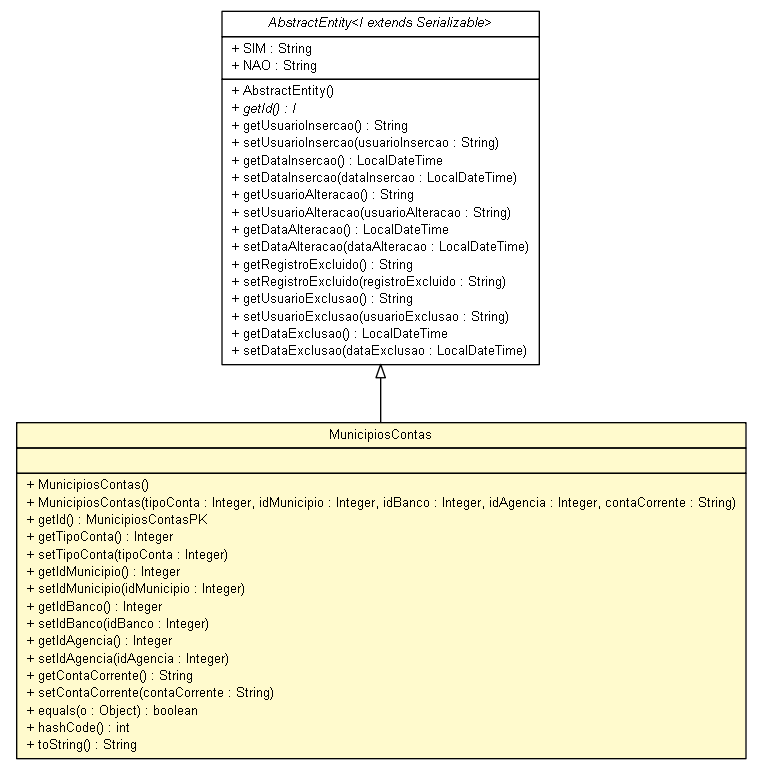 AbstractEntity<I extends Serializable>
+ SIM : String
+ NAO : String
+ AbstractEntity()
+ getId() : I
+ getUsuarioInsercao() : String
+ setUsuarioInsercao(usuarioInsercao : String)
+ getDataInsercao() : LocalDateTime
+ setDataInsercao(dataInsercao : LocalDateTime)
+ getUsuarioAlteracao() : String
+ setUsuarioAlteracao(usuarioAlteracao : String)
+ getDataAlteracao() : LocalDateTime
+ setDataAlteracao(dataAlteracao : LocalDateTime)
+ getRegistroExcluido() : String
+ setRegistroExcluido(registroExcluido : String)
+ getUsuarioExclusao() : String
+ setUsuarioExclusao(usuarioExclusao : String)
+ getDataExclusao() : LocalDateTime
+ setDataExclusao(dataExclusao : LocalDateTime)
MunicipiosContas
+ MunicipiosContas()
+ MunicipiosContas(tipoConta : Integer, idMunicipio : Integer, idBanco : Integer, idAgencia : Integer, contaCorrente : String)
+ getId() : MunicipiosContasPK
+ getTipoConta() : Integer
+ setTipoConta(tipoConta : Integer)
+ getIdMunicipio() : Integer
+ setIdMunicipio(idMunicipio : Integer)
+ getIdBanco() : Integer
+ setIdBanco(idBanco : Integer)
+ getIdAgencia() : Integer
+ setIdAgencia(idAgencia : Integer)
+ getContaCorrente() : String
+ setContaCorrente(contaCorrente : String)
+ equals(o : Object) : boolean
+ hashCode() : int
+ toString() : String